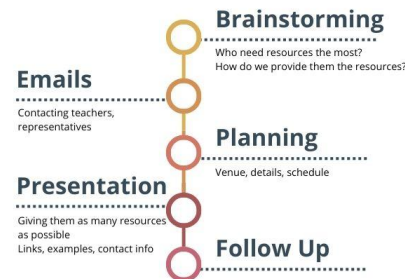 Brainstorming
Who need resources the most?
How do we provide them the resources?
Emails
Contacting teachers,
representatives
Planning
Venue, details, schedule
Presentation
Giving them as many resources
as possible
Links, examples, contact info
Follow Up